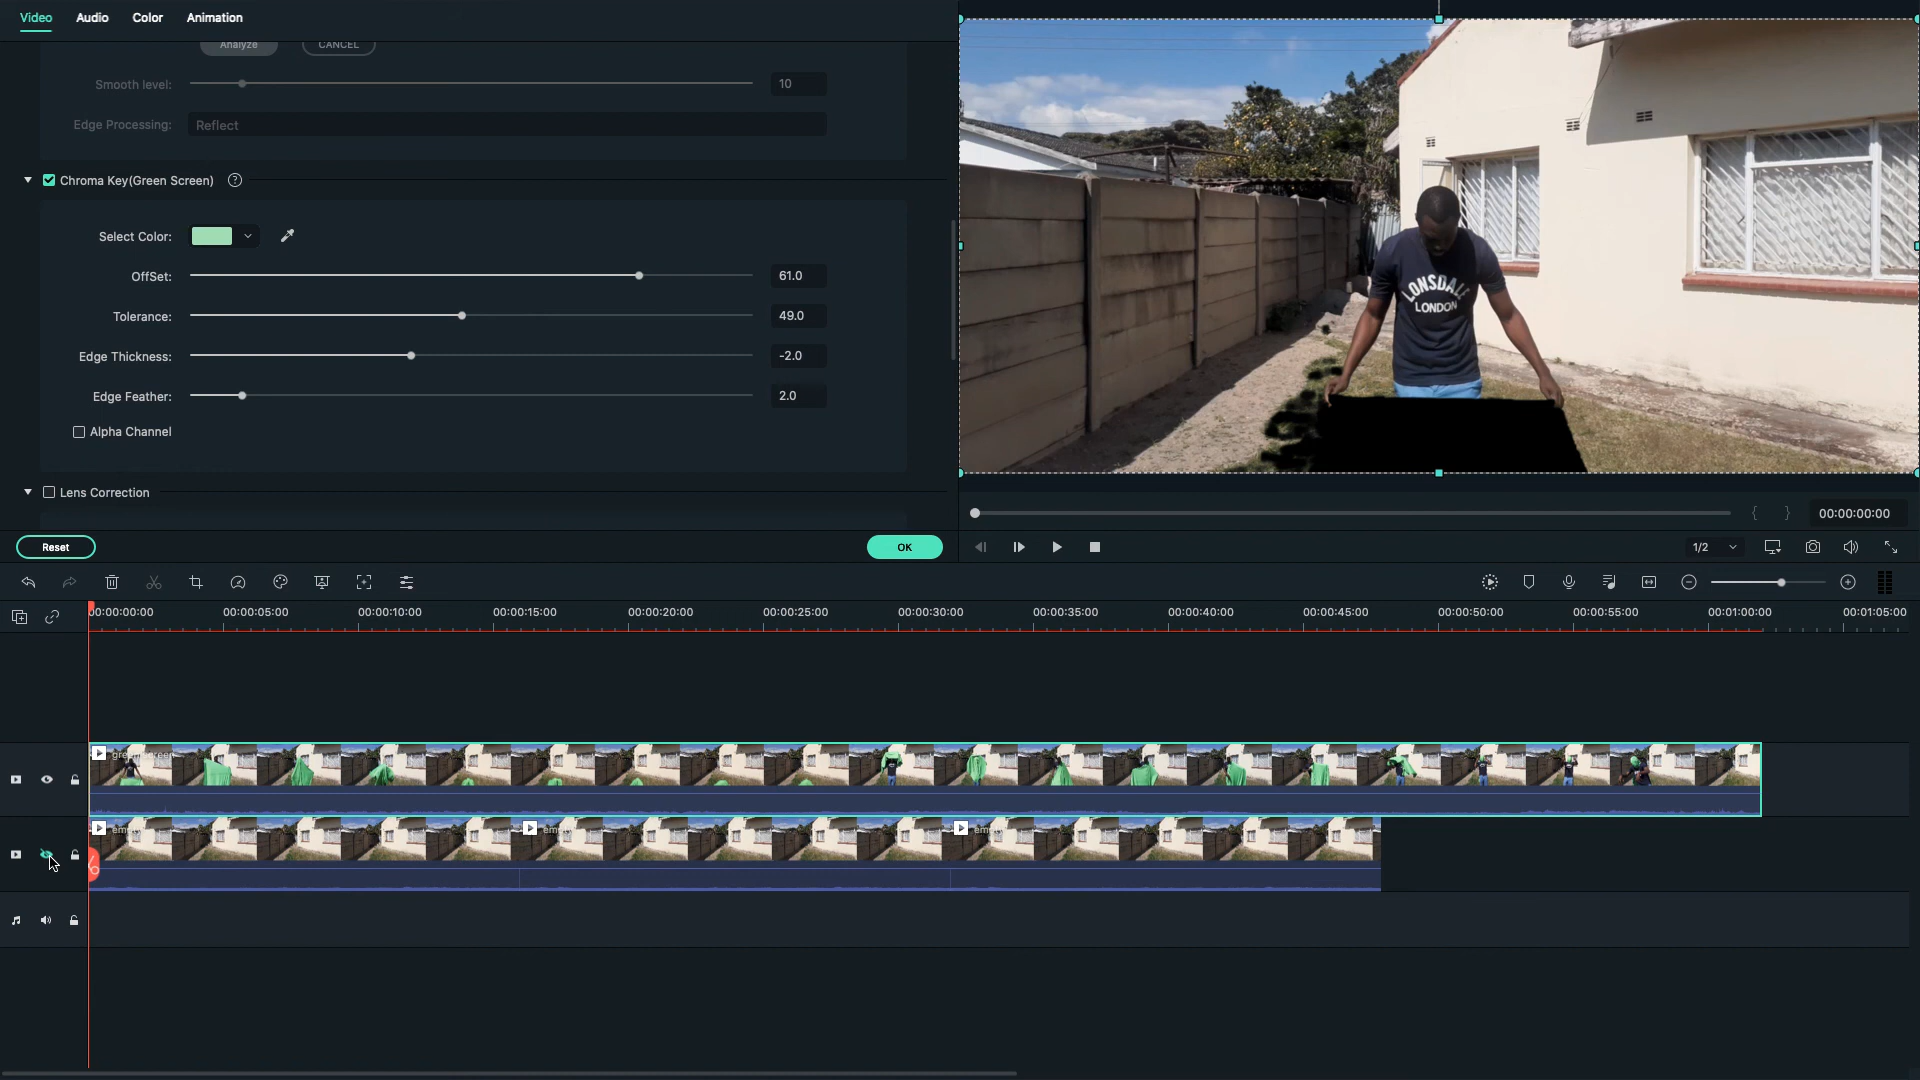 Video Audio Color Animation
Analyze CANCEL
Smooth level: 10
Edge Processing: Reflect
Chroma Key(Green Screen) ?
Select Color:
OffSet: 61.0
Tolerance: 49.0
Edge Thickness: -2.0
Edge Feather: 2.0
Alpha Channel
Lens Correction
Reset OK
LONSDALE
LONDON
{ } 00:00:00:00
1/2
00:00:00:00 00:00:05:00 00:00:10:00 00:00:15:00 00:00:20:00 00:00:25:00 00:00:30:00 00:00:35:00 00:00:40:00 00:00:45:00 00:00:50:00 00:00:55:00 00:01:00:00 00:01:05:00
green screen